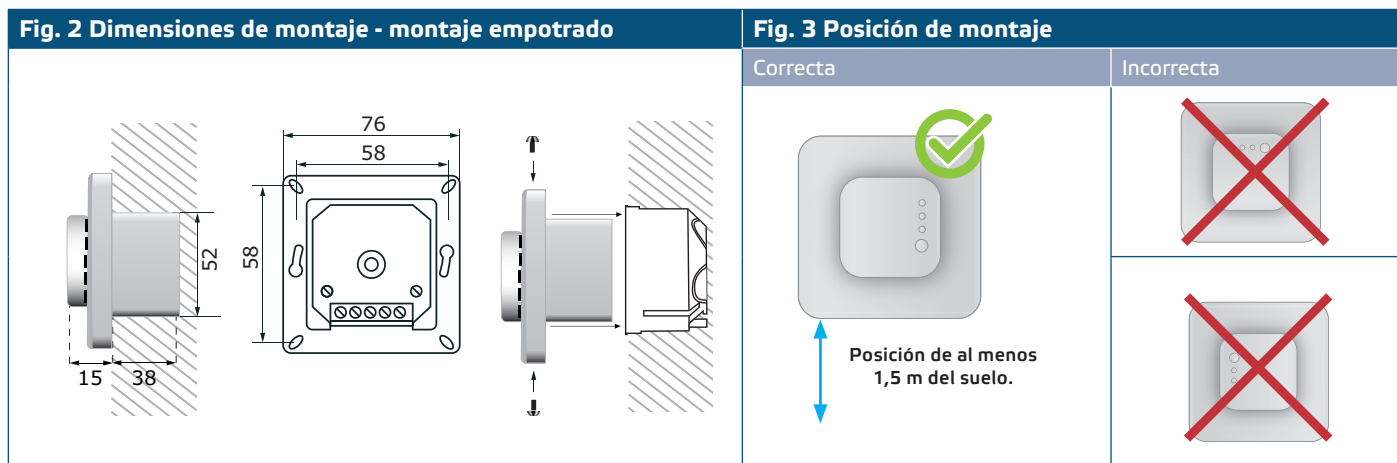 Fig. 2 Dimensiones de montaje - montaje empotrado
76
58
58
52
15
38
Fig. 3 Posición de montaje
Correcta
Incorrecta
Posición de al menos
1,5 m del suelo.